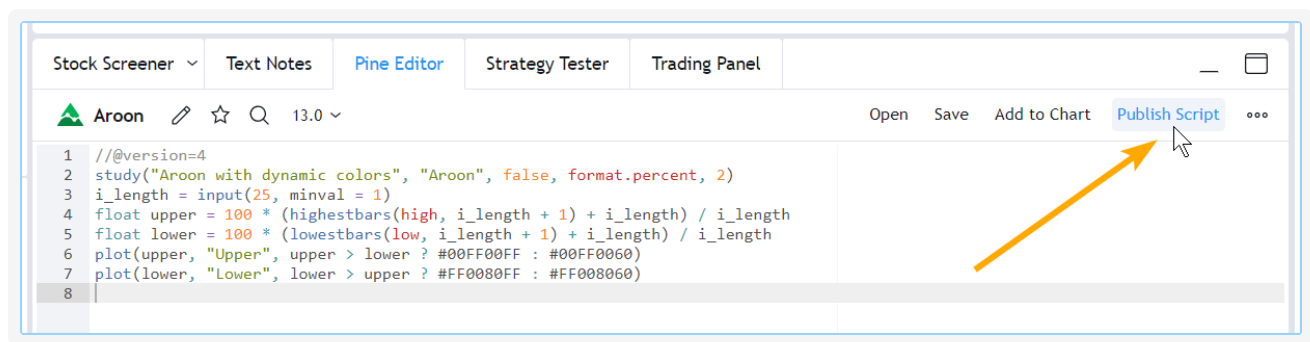 Stock Screener Text Notes Pine Editor Strategy Tester Trading Panel
Aroon 13.0 Open Save Add to Chart Publish Script
1 //@version=4
2 study("Aroon with dynamic colors", "Aroon", false, format.percent, 2)
3 i_length = input(25, minval = 1)
4 float upper = 100 * (highestbars(high, i_length + 1) + i_length) / i_length
5 float lower = 100 * (lowestbars(low, i_length + 1) + i_length) / i_length
6 plot(upper, "Upper", upper > lower ? #00FF00FF : #00FF0060)
7 plot(lower, "Lower", lower > upper ? #FF0080FF : #FF008060)
8